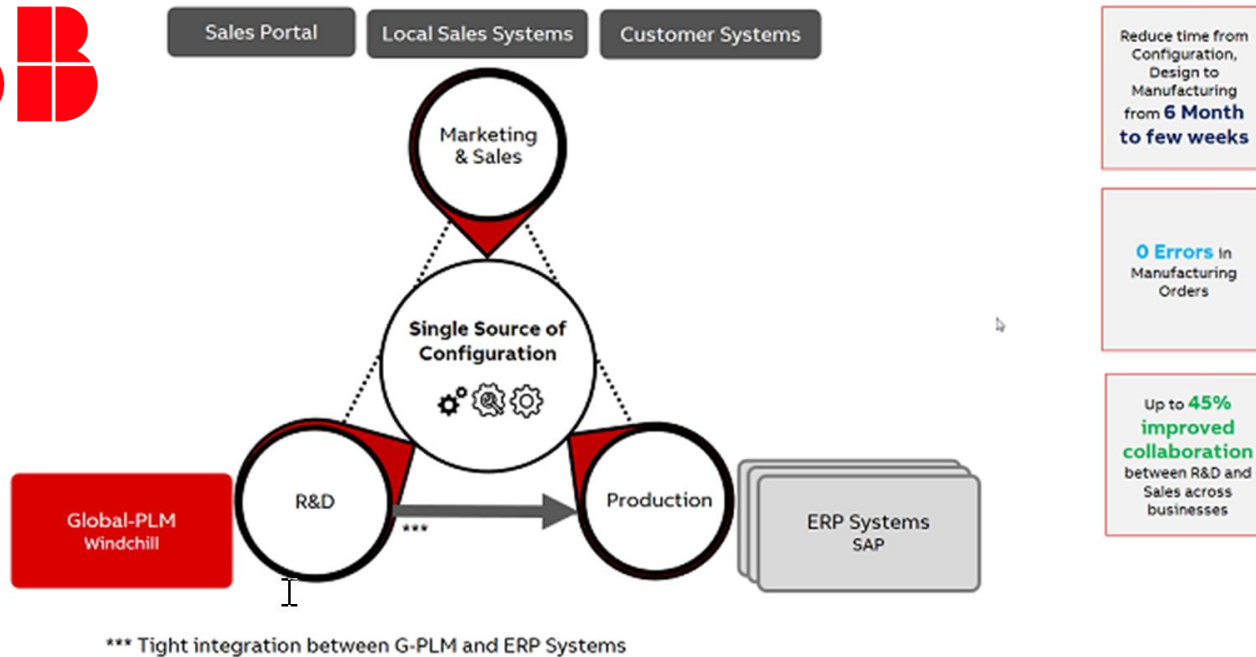 Sales Portal
Local Sales Systems
Customer Systems
Marketing
& Sales
Single Source of
Configuration
R&D
***
Production
Global-PLM
Windchill
ERP Systems
SAP
*** Tight integration between G-PLM and ERP Systems
Reduce time from
Configuration,
Design to
Manufacturing
from 6 Month
to few weeks
0 Errors in
Manufacturing
Orders
Up to 45%
improved
collaboration
between R&D and
Sales across
businesses